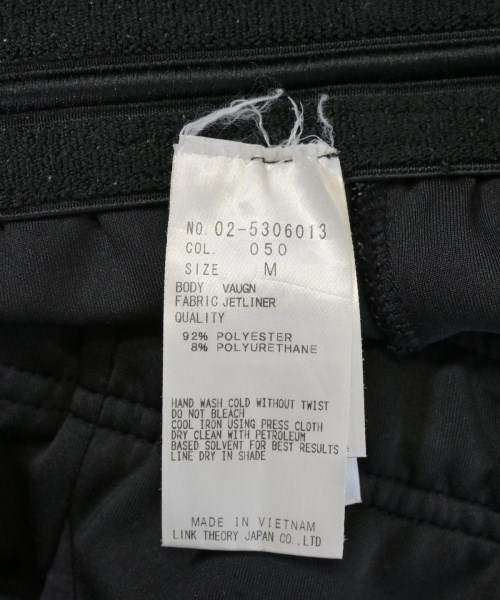 NO. 02-5306013
COL. 050
SIZE M
BODY VAUGN
FABRIC JETLINER
QUALITY
92% POLYESTER
8% POLYURETHANE
HAND WASH COLD WITHOUT TWIST
DO NOT BLEACH
COOL IRON USING PRESS CLOTH
DRY CLEAN WITH PETROLEUM
BASED SOLVENT FOR BEST RESULTS
LINE DRY IN SHADE
MADE IN VIETNAM
LINK THEORY JAPAN CO.,LTD